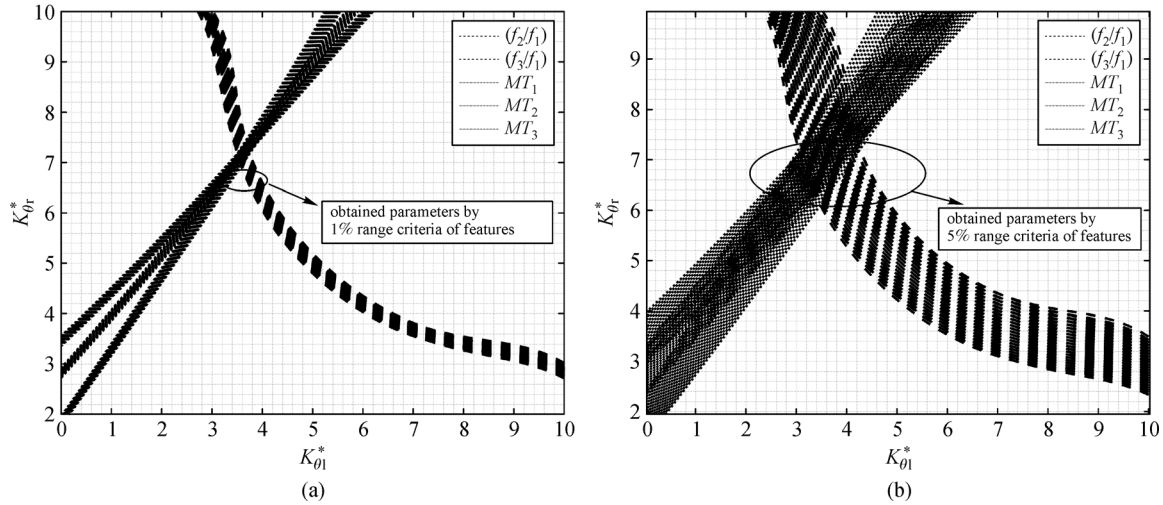 10
9
8
7
6
5
4
3
2
K*θr
0 1 2 3 4 5 6 7 8 9 10
K*θl
(f2/f1)
(f3/f1)
MT1
MT2
MT3
obtained parameters by
1% range criteria of features
(a)
10
9
8
7
6
5
4
3
2
K*θr
0 1 2 3 4 5 6 7 8 9 10
K*θl
(f2/f1)
(f3/f1)
MT1
MT2
MT3
obtained parameters by
5% range criteria of features
(b)